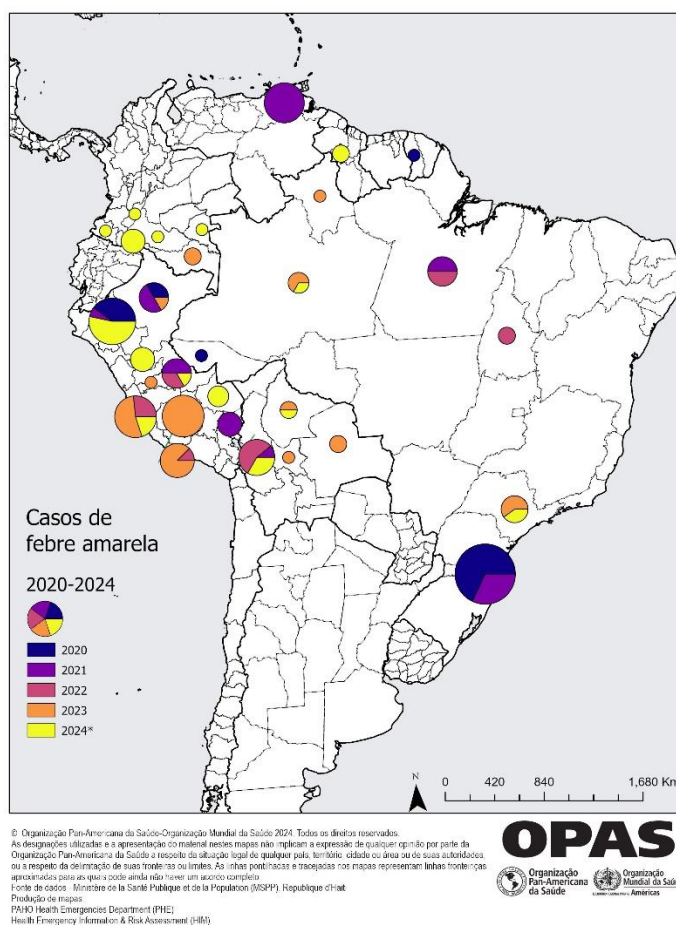 Casos de
febre amarela
2020-2024
2020
2021
2022
2023
2024*
N
0 420 840 1,680 Km
© Organização Pan-Americana da Saúde-Organização Mundial da Saúde 2024. Todos os direitos reservados.
As designações utilizadas e a apresentação do material nestes mapas não implicam a expressão de qualquer opinião por parte da
Organização Pan-Americana da Saúde a respeito da situação legal de qualquer país, território, cidade ou área ou de suas autoridades,
ou a respeito da delimitação de suas fronteiras ou limites. As linhas pontilhadas e tracejadas nos mapas representam linhas fronteiriças
aproximadas para as quais pode ainda não haver um acordo completo.
Fonte de dados - Ministère de la Santé Publique et de la Population (MSPP), Republique d'Haït
Produção de mapas:
PAHO Health Emergencies Department (PHE)
Health Emergency Information & Risk Assessment (HIM)
OPAS
Organização
Pan-Americana
da Saúde
Organização
Mundial da Saú
Américas